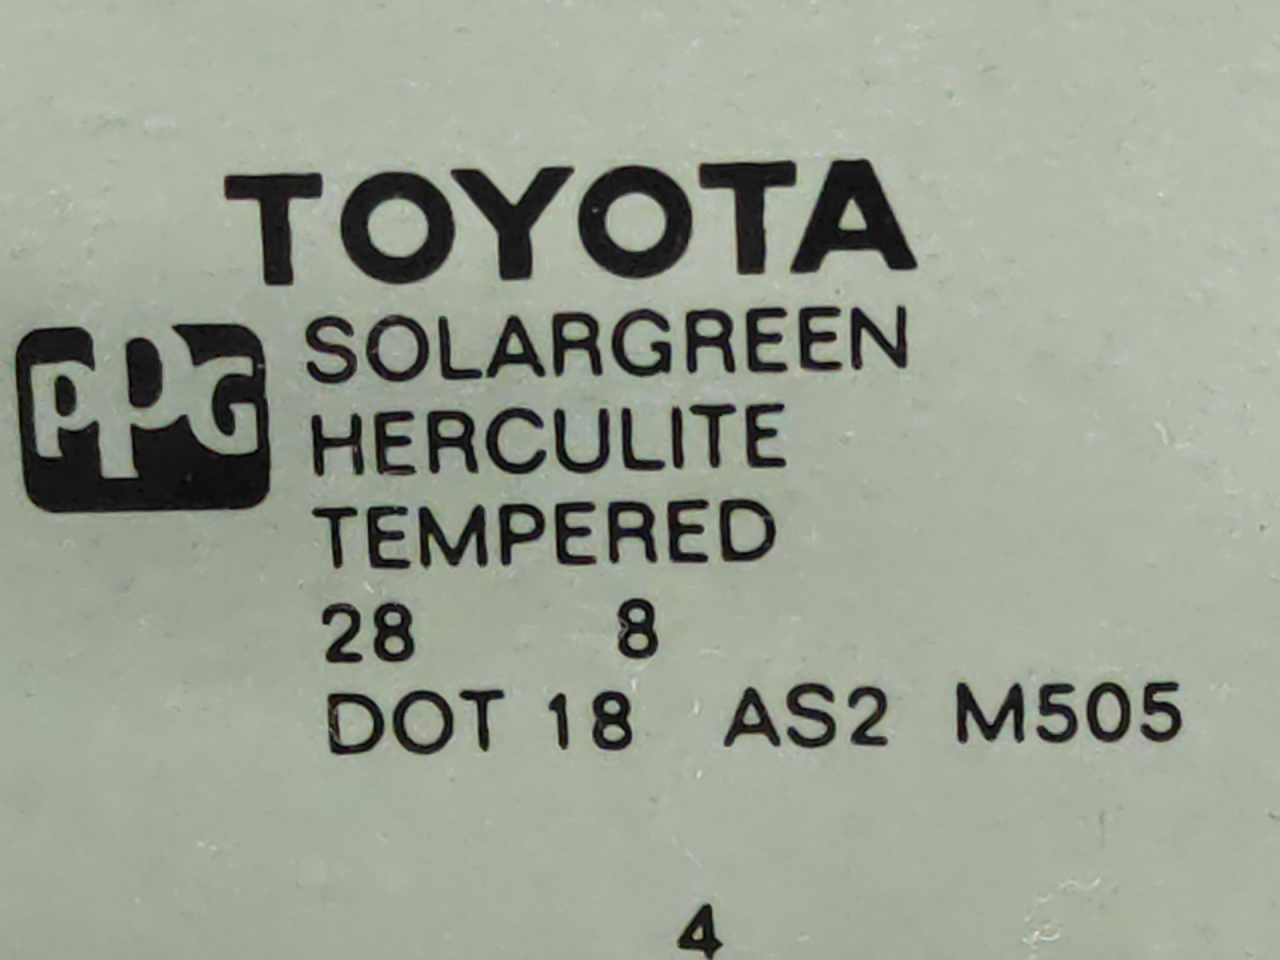 TOYOTA
PPG
SOLARGREEN
HERCULITE
TEMPERED
28 8
DOT 18 AS2 M505
4